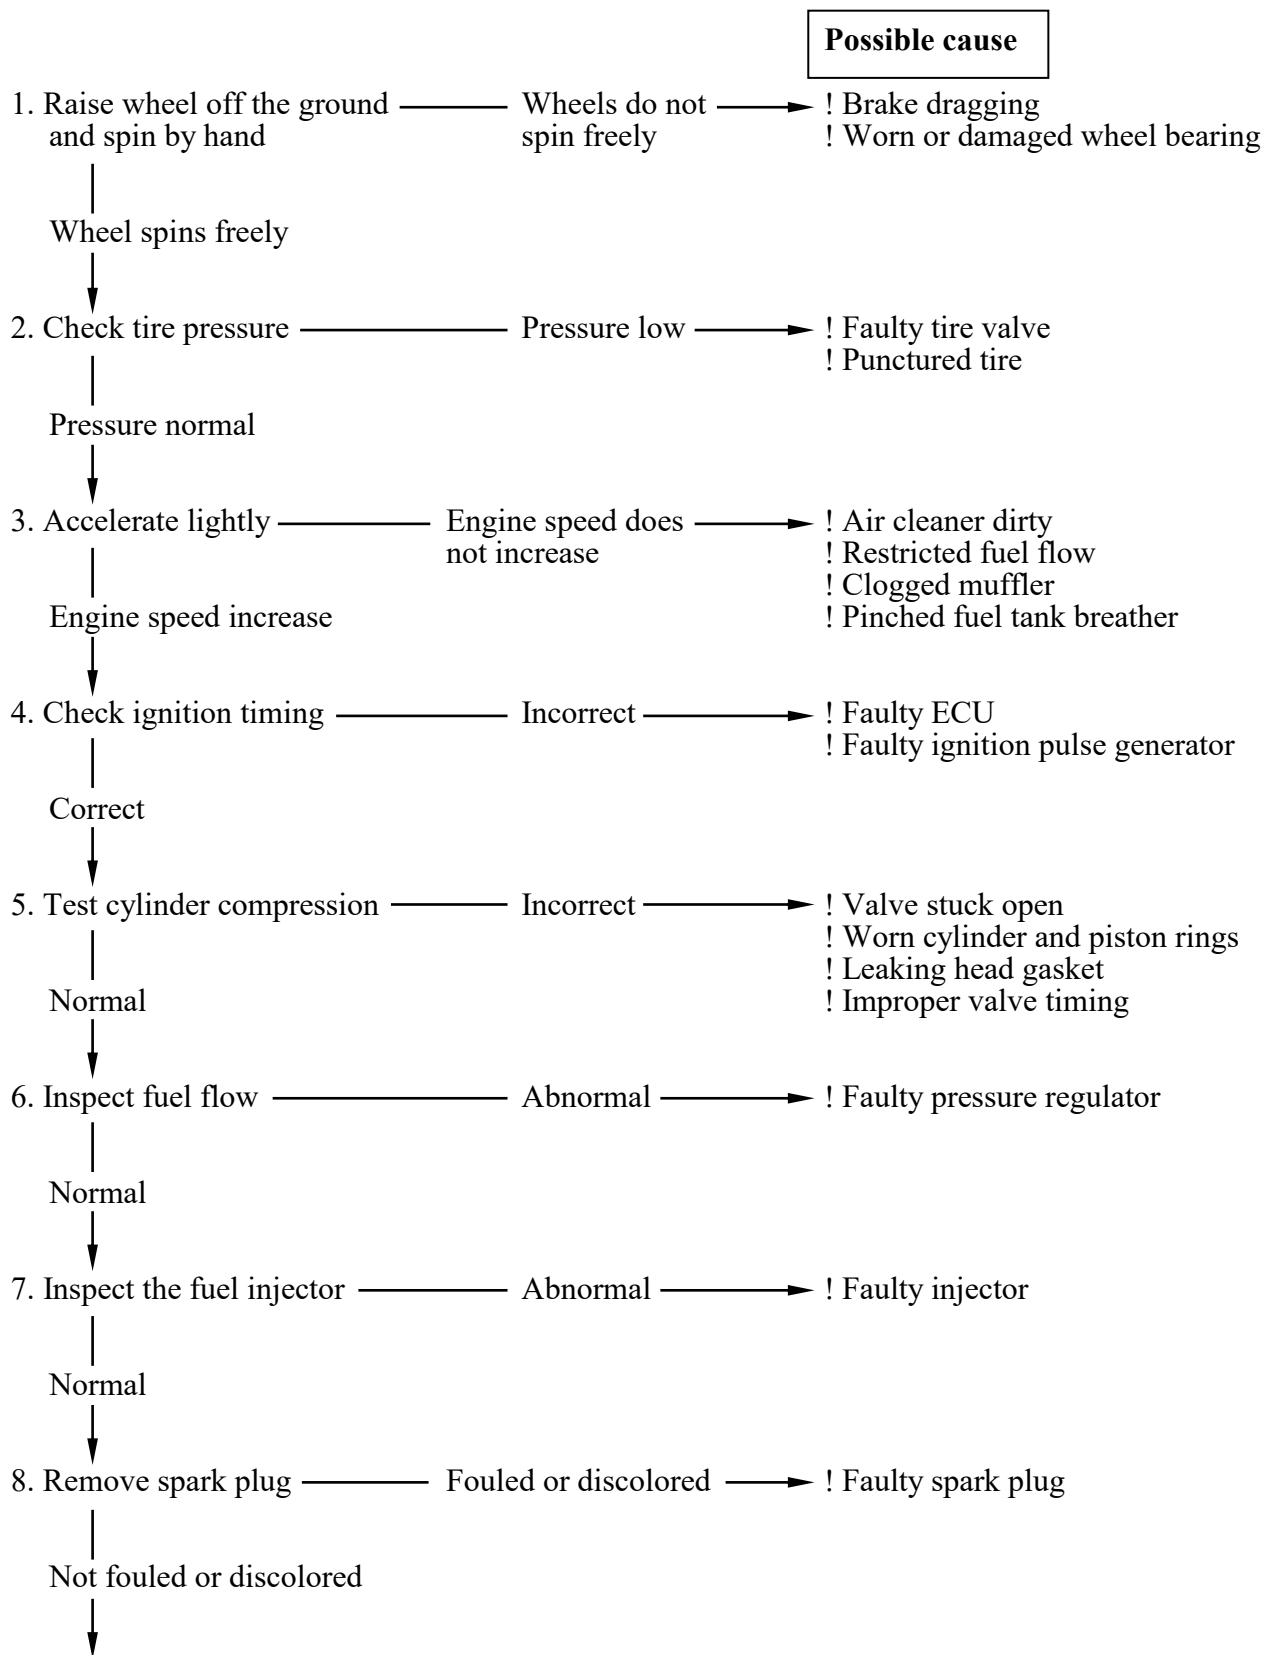 Possible cause
1. Raise wheel off the ground Wheels do not ! Brake dragging
and spin by hand spin freely ! Worn or damaged wheel bearing
Wheel spins freely
2. Check tire pressure Pressure low ! Faulty tire valve
! Punctured tire
Pressure normal
3. Accelerate lightly Engine speed does ! Air cleaner dirty
not increase ! Restricted fuel flow
! Clogged muffler
Engine speed increase ! Pinched fuel tank breather
4. Check ignition timing Incorrect ! Faulty ECU
! Faulty ignition pulse generator
Correct
5. Test cylinder compression Incorrect ! Valve stuck open
! Worn cylinder and piston rings
! Leaking head gasket
Normal ! Improper valve timing
6. Inspect fuel flow Abnormal ! Faulty pressure regulator
Normal
7. Inspect the fuel injector Abnormal ! Faulty injector
Normal
8. Remove spark plug Fouled or discolored ! Faulty spark plug
Not fouled or discolored